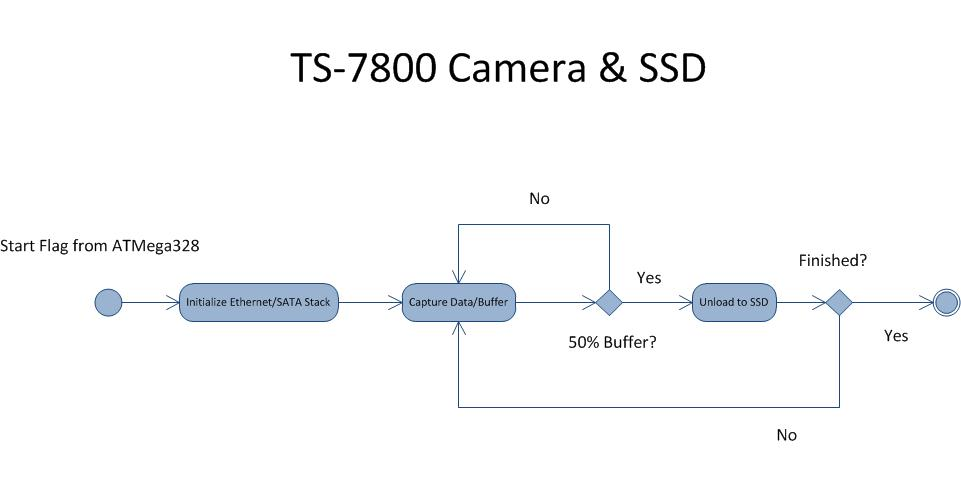 TS-7800 Camera & SSD
No
Start Flag from ATMega328
Finished?
Yes
Initialize Ethernet/SATA Stack
Capture Data/Buffer
Unload to SSD
50% Buffer?
Yes
No